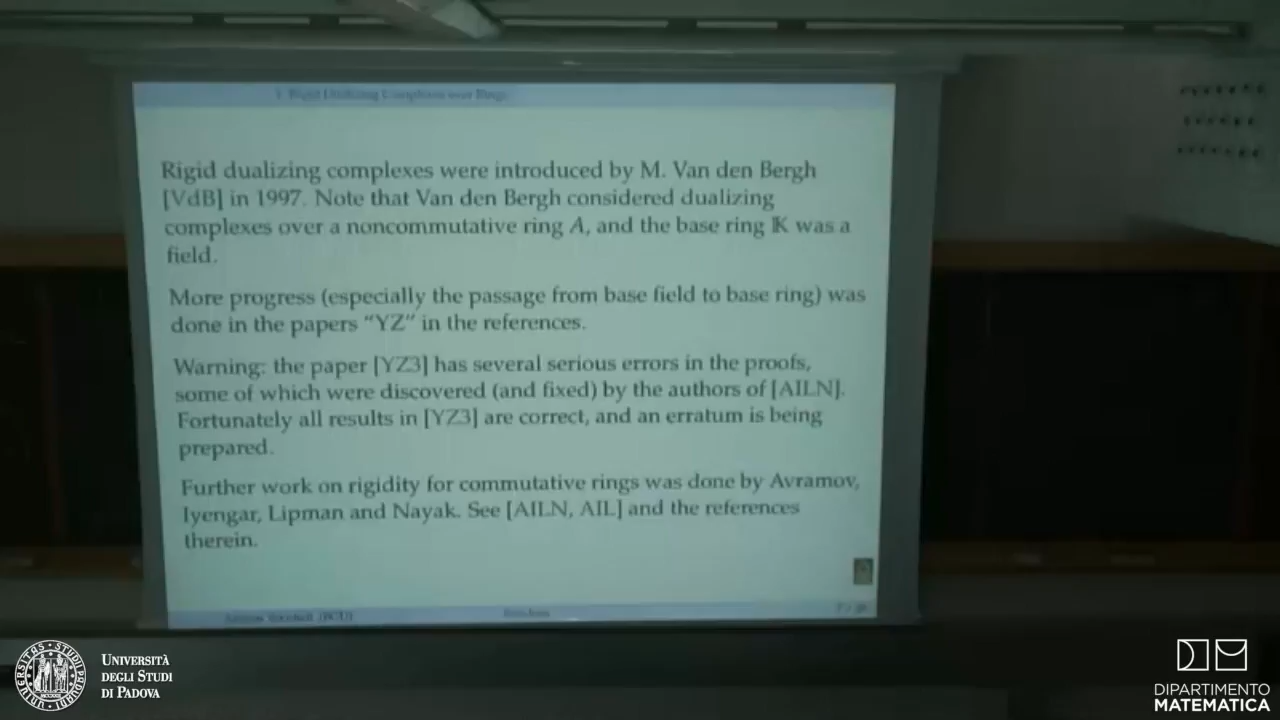 Rigid Dualizing Complexes over Rings
Rigid dualizing complexes were introduced by M. Van den Bergh
[VdB] in 1997. Note that Van den Bergh considered dualizing
complexes over a noncommutative ring A, and the base ring 𝕂 was a
field.
More progress (especially the passage from base field to base ring) was
done in the papers “YZ” in the references.
Warning: the paper [YZ3] has several serious errors in the proofs,
some of which were discovered (and fixed) by the authors of [AILN].
Fortunately all results in [YZ3] are correct, and an erratum is being
prepared.
Further work on rigidity for commutative rings was done by Avramov,
Iyengar, Lipman and Nayak. See [AILN, AIL] and the references
therein.
UNIVERSITÀ
DEGLI STUDI
DI PADOVA
DIPARTIMENTO
MATEMATICA